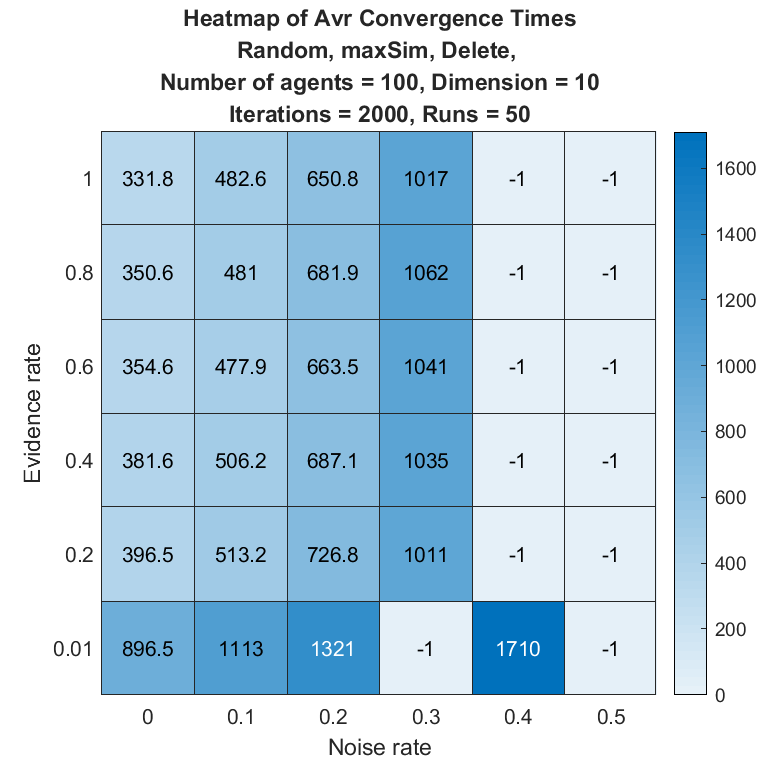 Heatmap of Avr Convergence Times
Random, maxSim, Delete,
Number of agents = 100, Dimension = 10
Iterations = 2000, Runs = 50
1 331.8 482.6 650.8 1017 -1 -1
0.8 350.6 481 681.9 1062 -1 -1
0.6 354.6 477.9 663.5 1041 -1 -1
0.4 381.6 506.2 687.1 1035 -1 -1
0.2 396.5 513.2 726.8 1011 -1 -1
0.01 896.5 1113 1321 -1 1710 -1
0 0.1 0.2 0.3 0.4 0.5
Noise rate
Evidence rate
1600
1400
1200
1000
800
600
400
200
0